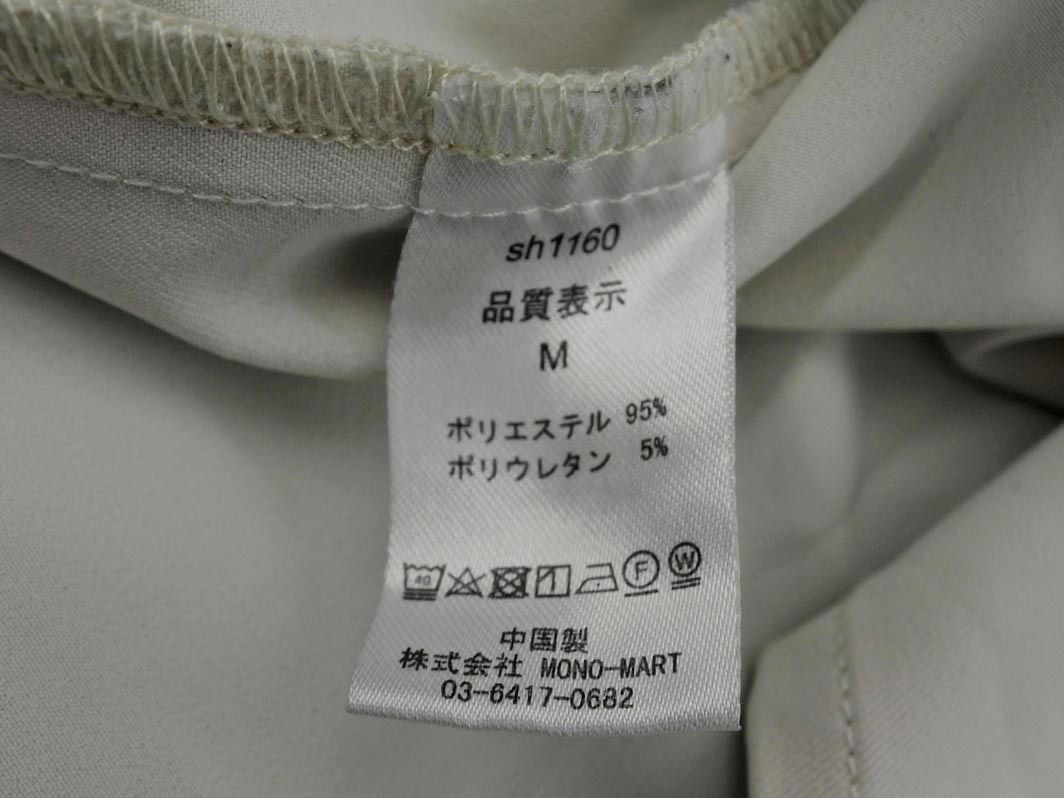 sh1160
品質表示
M
ポリエステル 95%
ポリウレタン 5%
40 F W
中国製
株式会社 MONO-MART
03-6417-0682